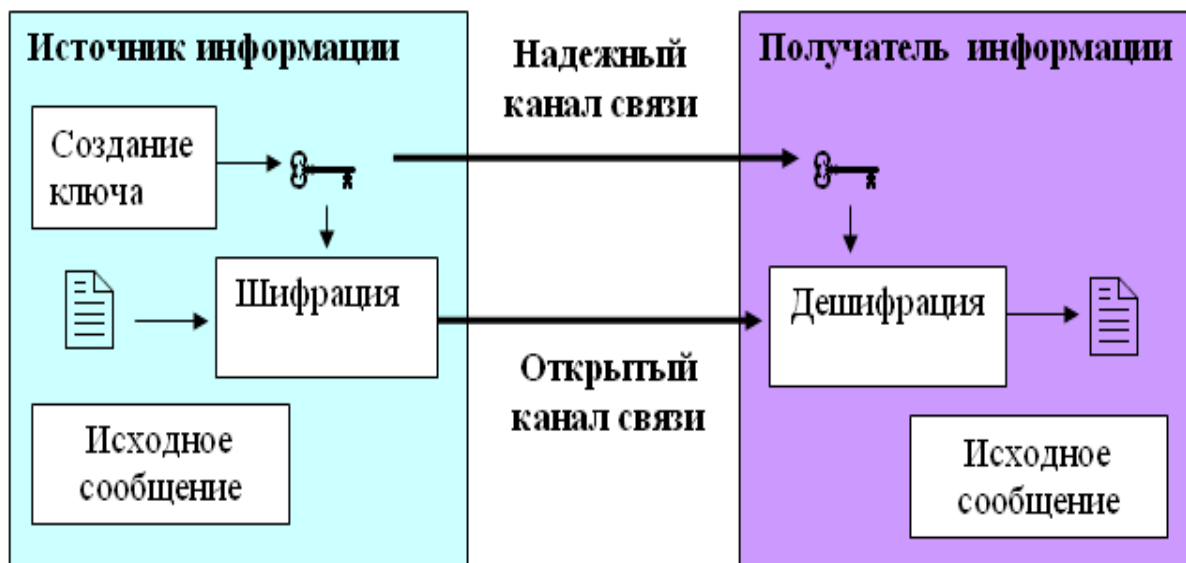 Источник информации
Создание
ключа
Шифрация
Исходное
сообщение
Надежный
канал связи
Открытый
канал связи
Получатель информации
Дешифрация
Исходное
сообщение